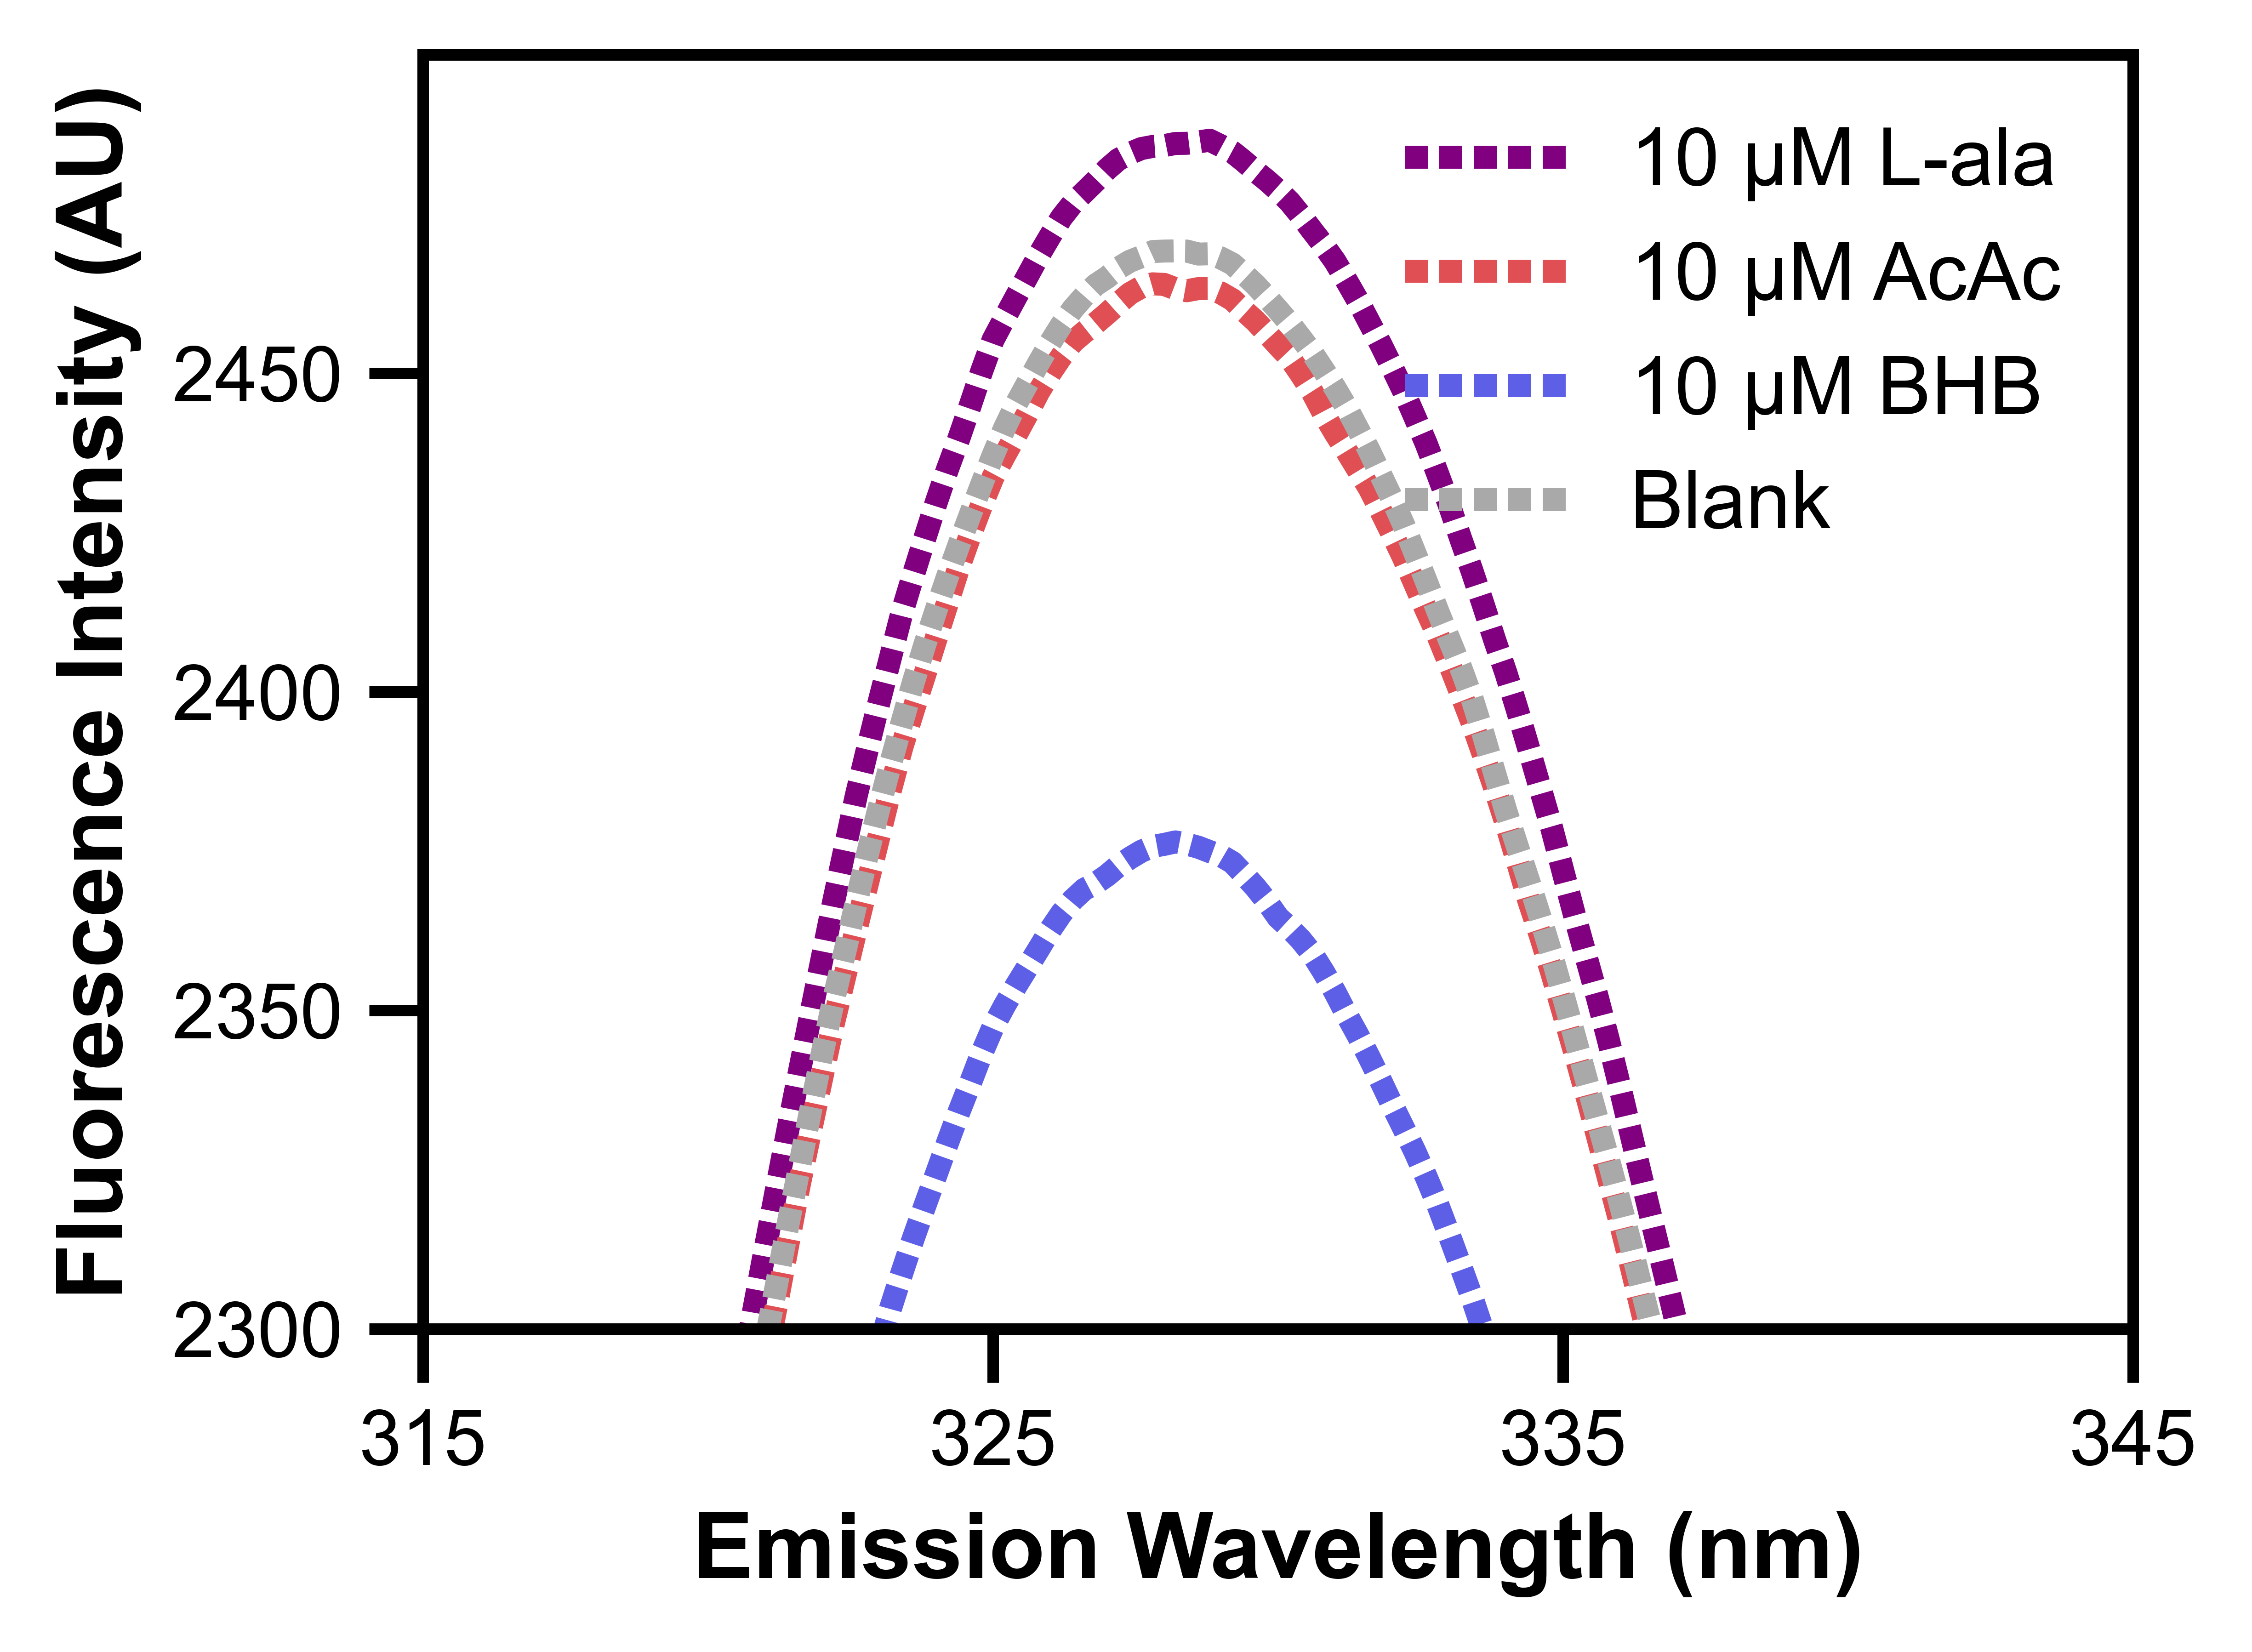 Fluorescence Intensity (AU)
2450
2400
2350
2300
10 µM L-ala
10 µM AcAc
10 µM BHB
Blank
315 325 335 345
Emission Wavelength (nm)